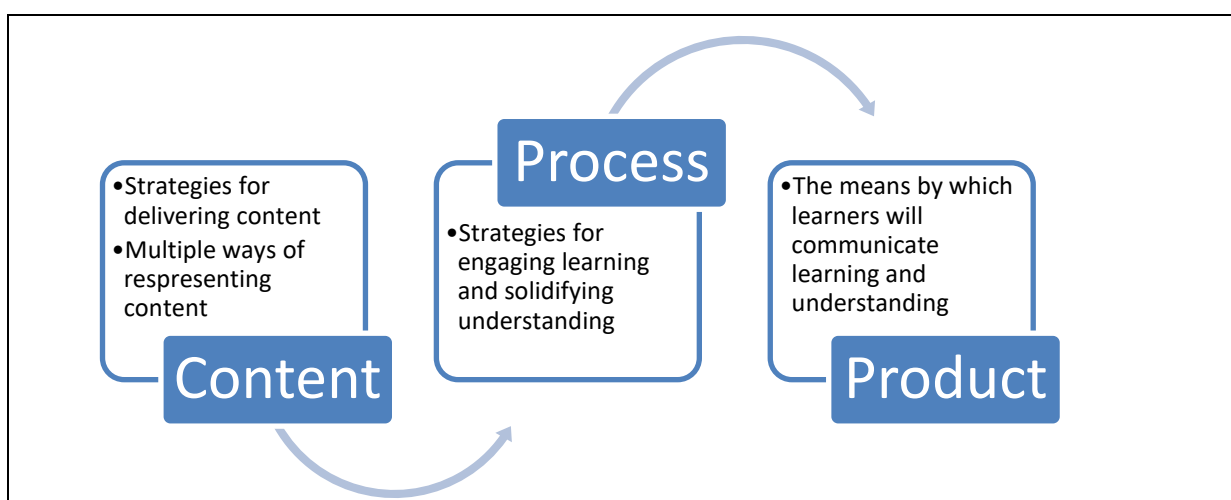 •Strategies for
delivering content
•Multiple ways of
respresenting
content
Content
Process
•Strategies for
engaging learning
and solidifying
understanding
•The means by which
learners will
communicate
learning and
understanding
Product